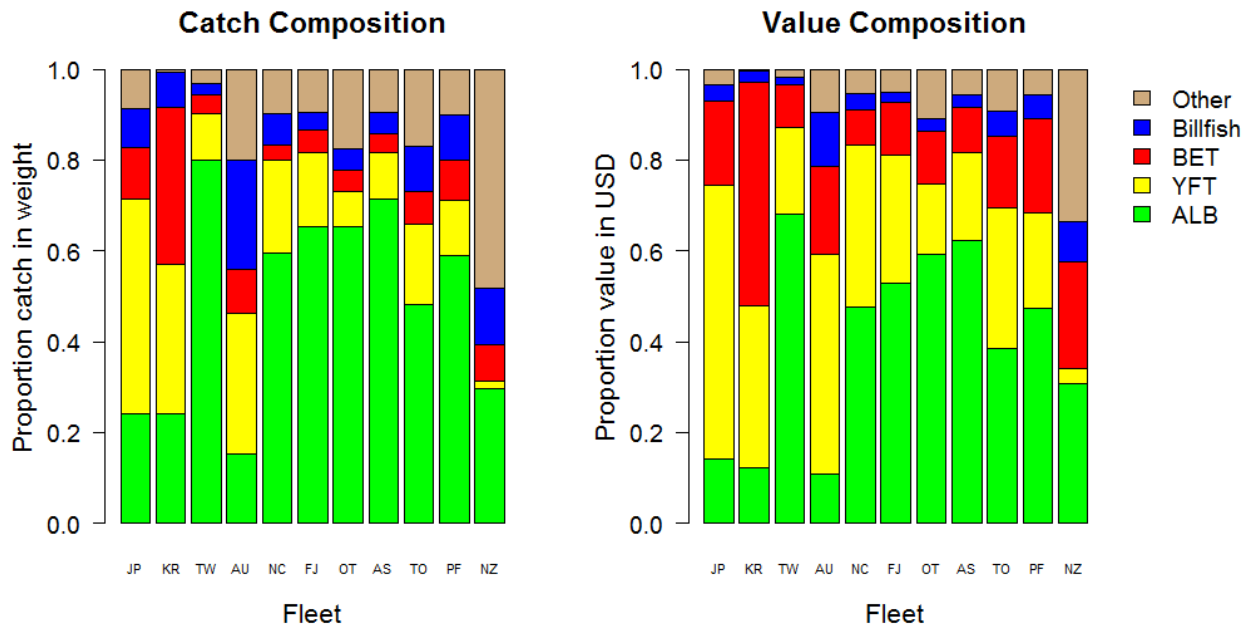 Catch Composition
Proportion catch in weight
1.0
0.8
0.6
0.4
0.2
0.0
JP KR TW AU NC FJ OT AS TO PF NZ
Fleet
Value Composition
Proportion value in USD
1.0
0.8
0.6
0.4
0.2
0.0
JP KR TW AU NC FJ OT AS TO PF NZ
Fleet
Other
Billfish
BET
YFT
ALB